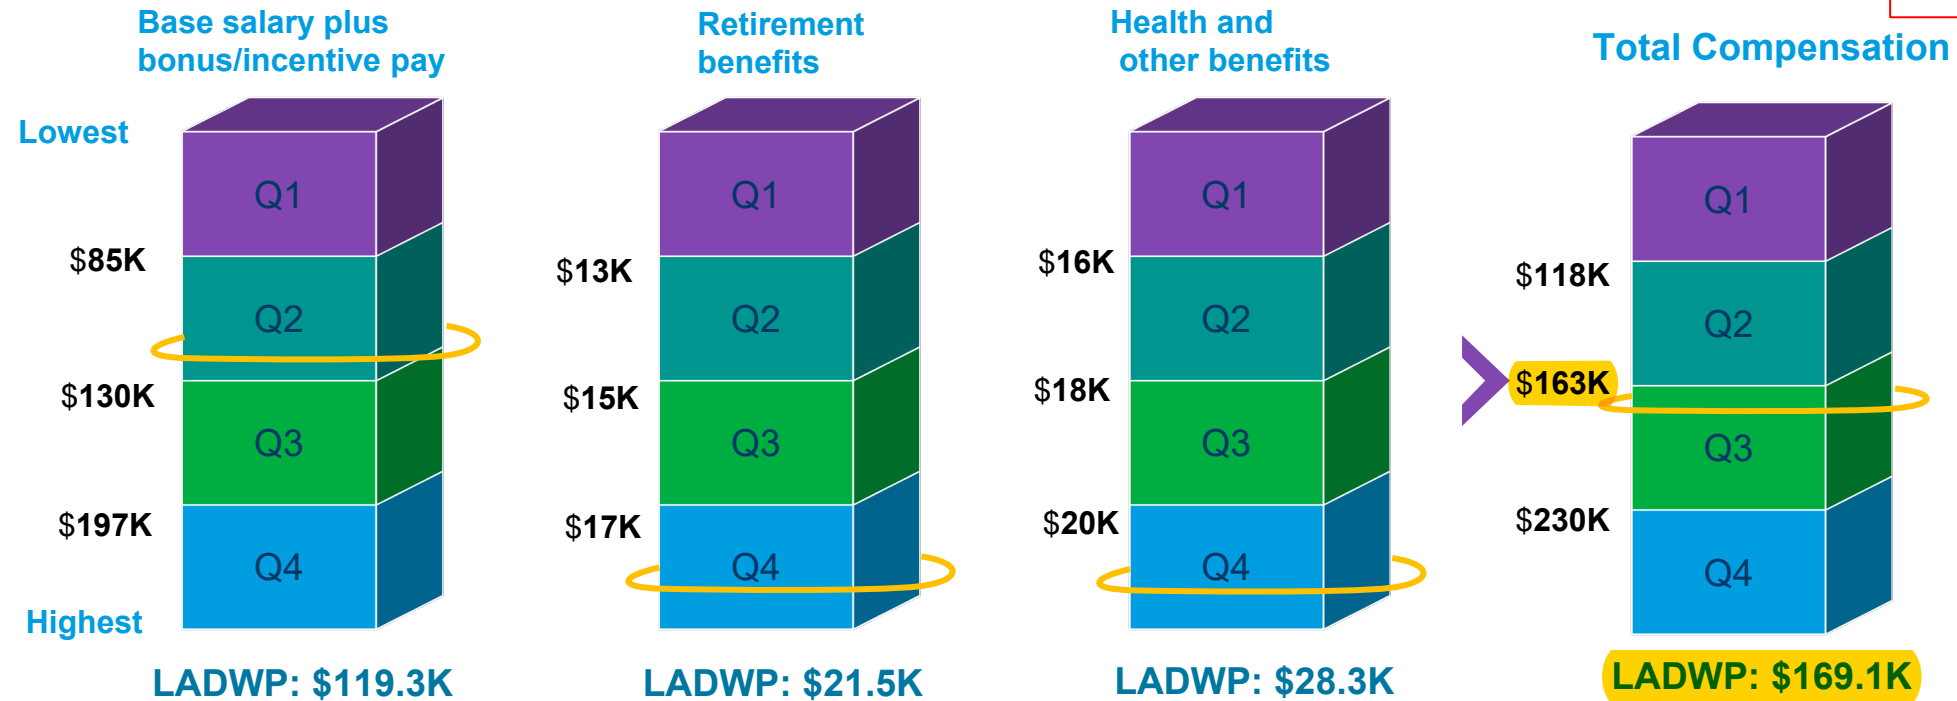 Base salary plus
bonus/incentive pay
Lowest
Q1
$85K
Q2
$130K
Q3
$197K
Q4
Highest
LADWP: $119.3K
Retirement
benefits
Q1
$13K
Q2
$15K
Q3
$17K
Q4
LADWP: $21.5K
Health and
other benefits
Q1
$16K
Q2
$18K
Q3
$20K
Q4
LADWP: $28.3K
Total Compensation
Q1
$118K
Q2
$163K
Q3
$230K
Q4
LADWP: $169.1K